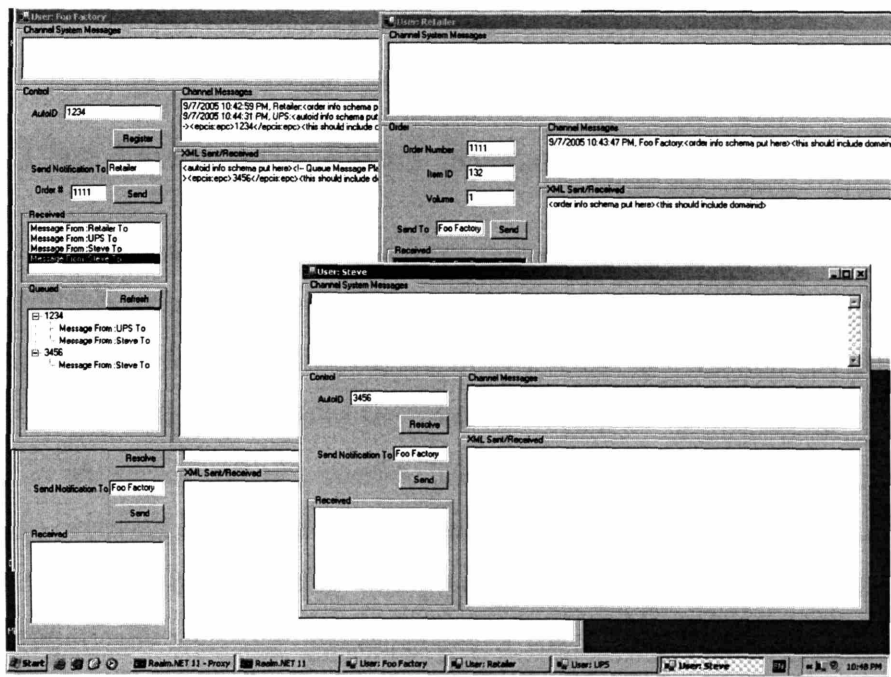 User: Foo Factory
Channel System Messages
Control
AutoID 1234
Register
Send Notification To Retailer
Order # 1111 Send
Received
Message From :Retailer To
Message From :UPS To
Message From :Steve To
Message From :Steve To
Queued
Refresh
1234
Message From :UPS To
Message From :Steve To
3456
Message From :Steve To
Channel Messages
9/7/2005 10:42:59 PM, Retailer:<order info schema p
9/7/2005 10:44:31 PM, UPS:<autoid info schema put
-><epcis:epc>1234</epcis:epc><this should include d
XML Sent/Received
<autoid info schema put here><!-- Queue Message Pla
><epcis:epc>3456</epcis:epc><this should include do
User: Retailer
Channel System Messages
Order
Order Number 1111
Item ID 132
Volume 1
Send To Foo Factory Send
Received
Channel Messages
9/7/2005 10:43:47 PM, Foo Factory:<order info schema put here><this should include domain
XML Sent/Received
<order info schema put here><this should include domainid>
User: Steve
Channel System Messages
Control
AutoID 3456
Resolve
Send Notification To Foo Factory
Send
Received
Channel Messages
XML Sent/Received
Resolve
Send Notification To Foo Factory
Send
Received
XML Sent/Received
Start
Realm.NET 11 - Proxy
Realm.NET 11
User: Foo Factory
User: Retailer
User: UPS
User: Steve
EN
10:48 PM